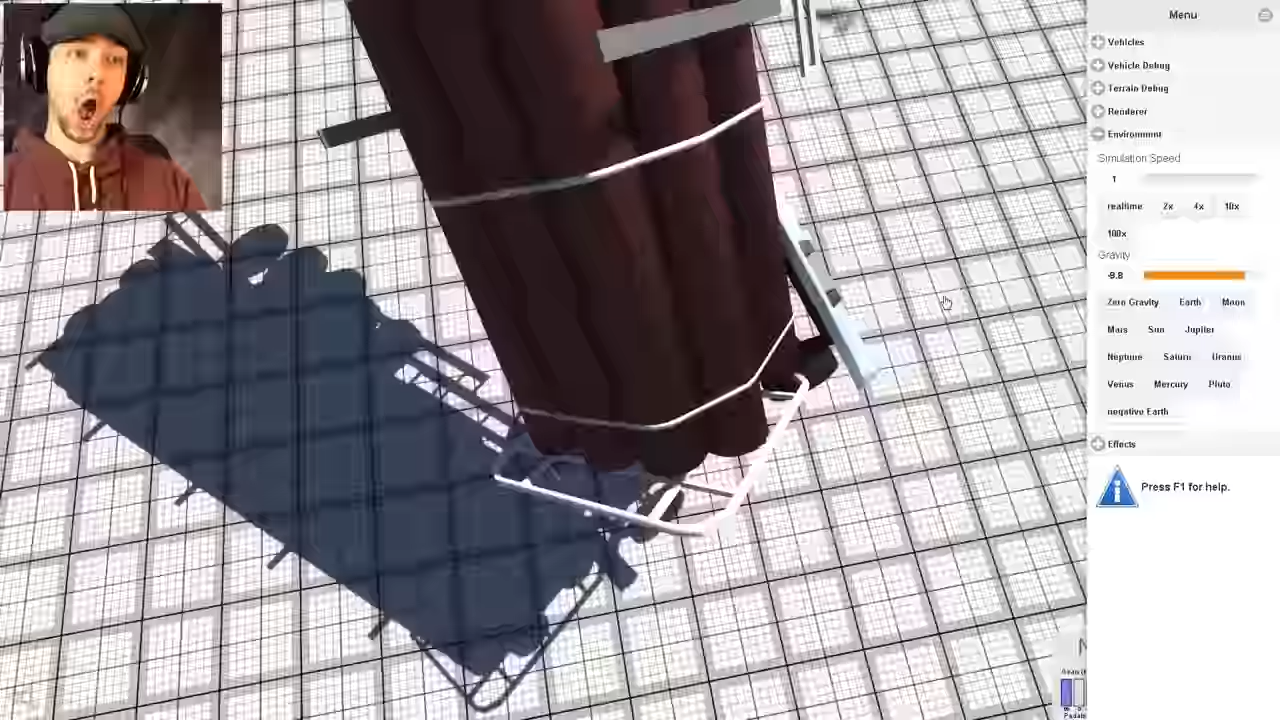 Menu
Vehicles
Vehicle Debug
Terrain Debug
Renderer
Environment
Simulation Speed
1
realtime 2x 4x 10x
100x
Gravity
-9.8
Zero Gravity Earth Moon
Mars Sun Jupiter
Neptune Saturn Uranus
Venus Mercury Pluto
negative Earth
Effects
Press F1 for help.
N